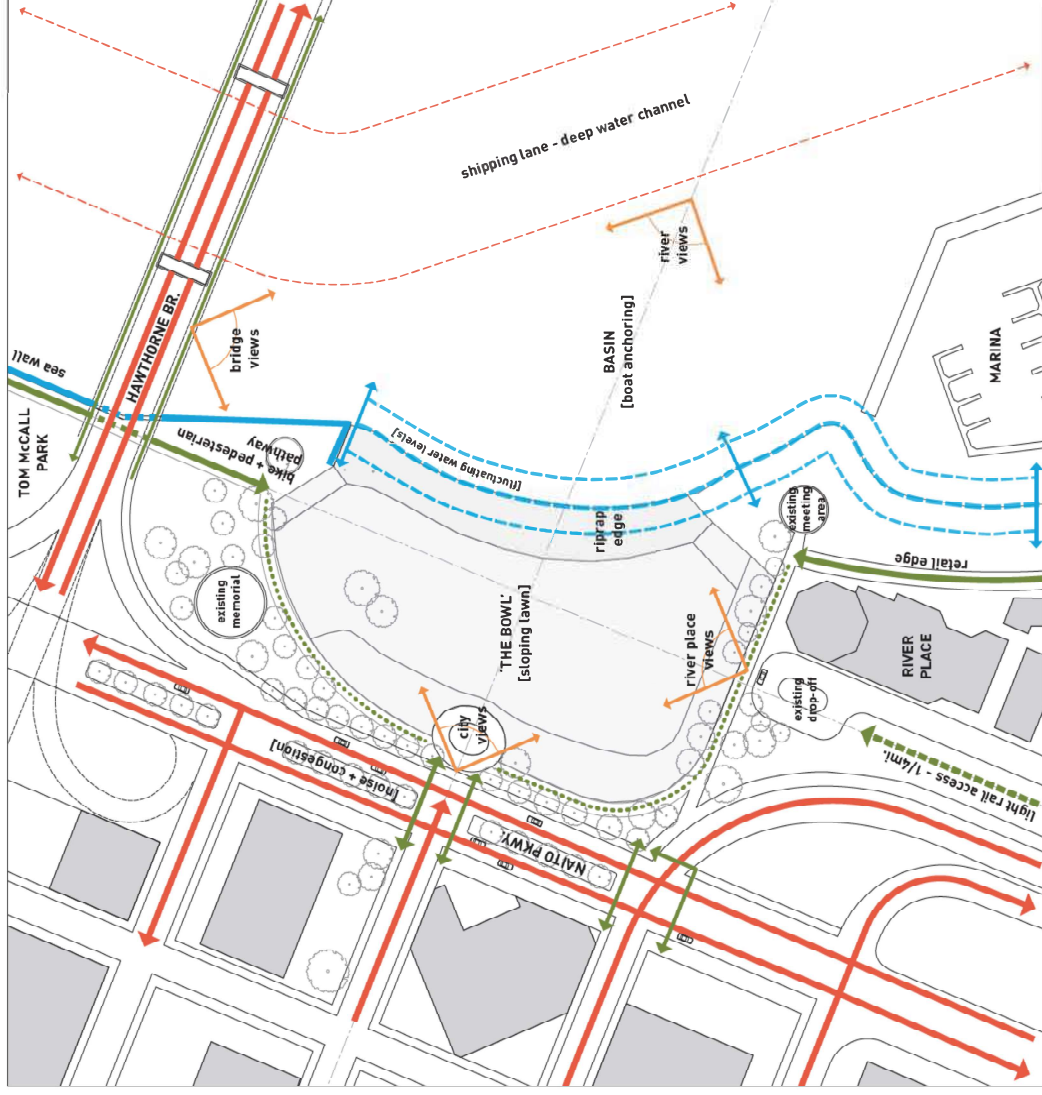 shipping lane - deep water channel
HAWTHORNE BR.
sea wall
TOM McCALL
PARK
bridge
views
river
views
BASIN
[boat anchoring]
MARINA
bike + pedesterian
pathway
[fluctuating water levels]
riprap
edge
existing
meeting
area
retail edge
existing
memorial
'THE BOWL'
[sloping lawn]
river place
views
RIVER
PLACE
existing
drop-off
city
views
[noise + congestion]
NAITO PKWY.
light rail access - 1/4mi.